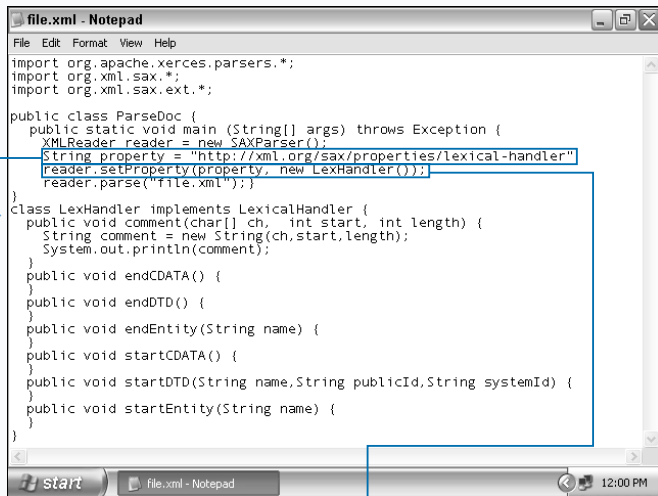 file.xml - Notepad
File Edit Format View Help
import org.apache.xerces.parsers.*;
import org.xml.sax.*;
import org.xml.sax.ext.*;
public class ParseDoc {
public static void main (String[] args) throws Exception {
XMLReader reader = new SAXParser();
String property = "http://xml.org/sax/properties/lexical-handler"
reader.setProperty(property, new LexHandler());
reader.parse("file.xml");}
}
class LexHandler implements LexicalHandler {
public void comment(char[] ch, int start, int length) {
String comment = new String(ch,start,length);
System.out.println(comment);
}
public void endCDATA() {
}
public void endDTD() {
}
public void endEntity(String name) {
}
public void startCDATA() {
}
public void startDTD(String name,String publicId,String systemId) {
}
public void startEntity(String name) {
}
}
start file.xml - Notepad 12:00 PM